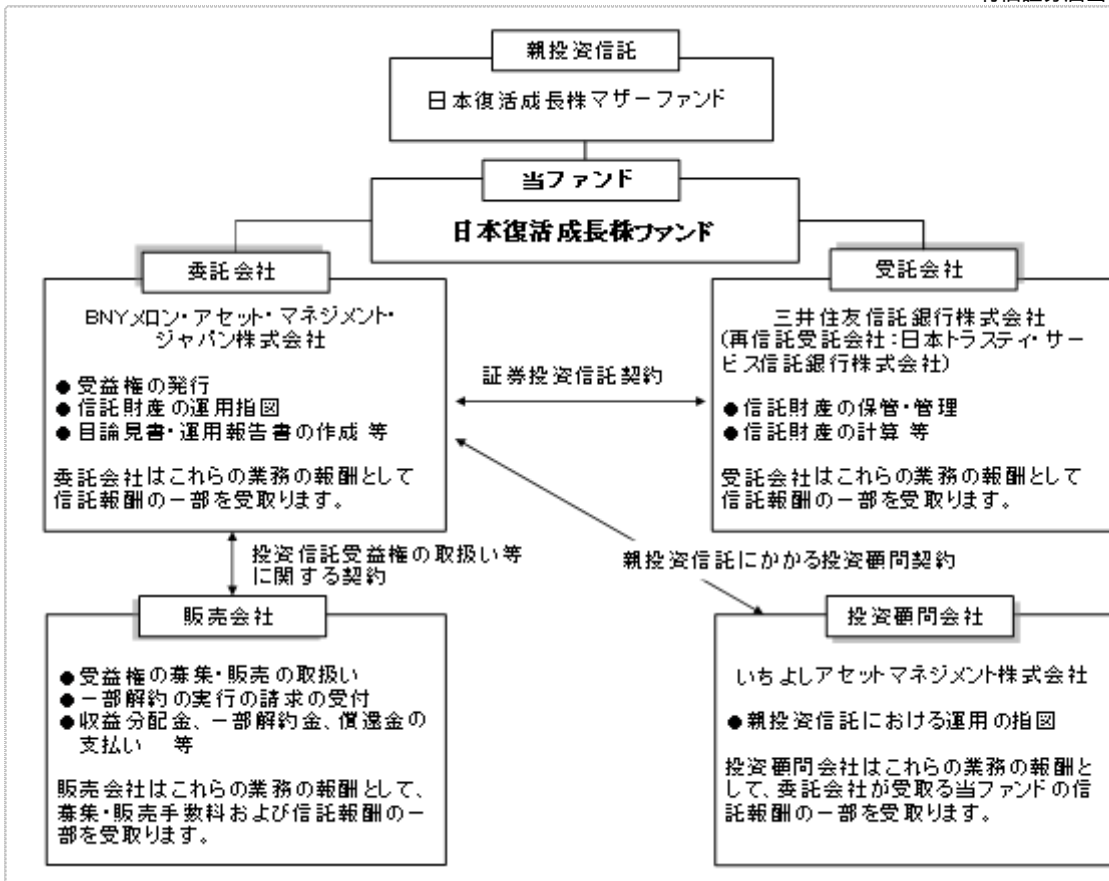 親投資信託
日本復活成長株マザーファンド
当ファンド
日本復活成長株ファンド
委託会社
BNYメロン・アセット・マネジメント・
ジャパン株式会社
●受益権の発行
●信託財産の運用指図
●目論見書・運用報告書の作成 等
委託会社はこれらの業務の報酬として
信託報酬の一部を受取ります。
証券投資信託契約
受託会社
三井住友信託銀行株式会社
(再信託受託会社:日本トラスティ・サー
ビス信託銀行株式会社)
●信託財産の保管・管理
●信託財産の計算 等
受託会社はこれらの業務の報酬として
信託報酬の一部を受取ります。
投資信託受益権の取扱い等
に関する契約
親投資信託にかかる投資顧問契約
販売会社
●受益権の募集・販売の取扱い
●一部解約の実行の請求の受付
●収益分配金、一部解約金、償還金の
支払い 等
販売会社はこれらの業務の報酬として、
募集・販売手数料および信託報酬の一
部を受取ります。
投資顧問会社
いちよしアセットマネジメント株式会社
●親投資信託における運用の指図
投資顧問会社はこれらの業務の報酬と
して、委託会社が受取る当ファンドの信
託報酬の一部を受取ります。